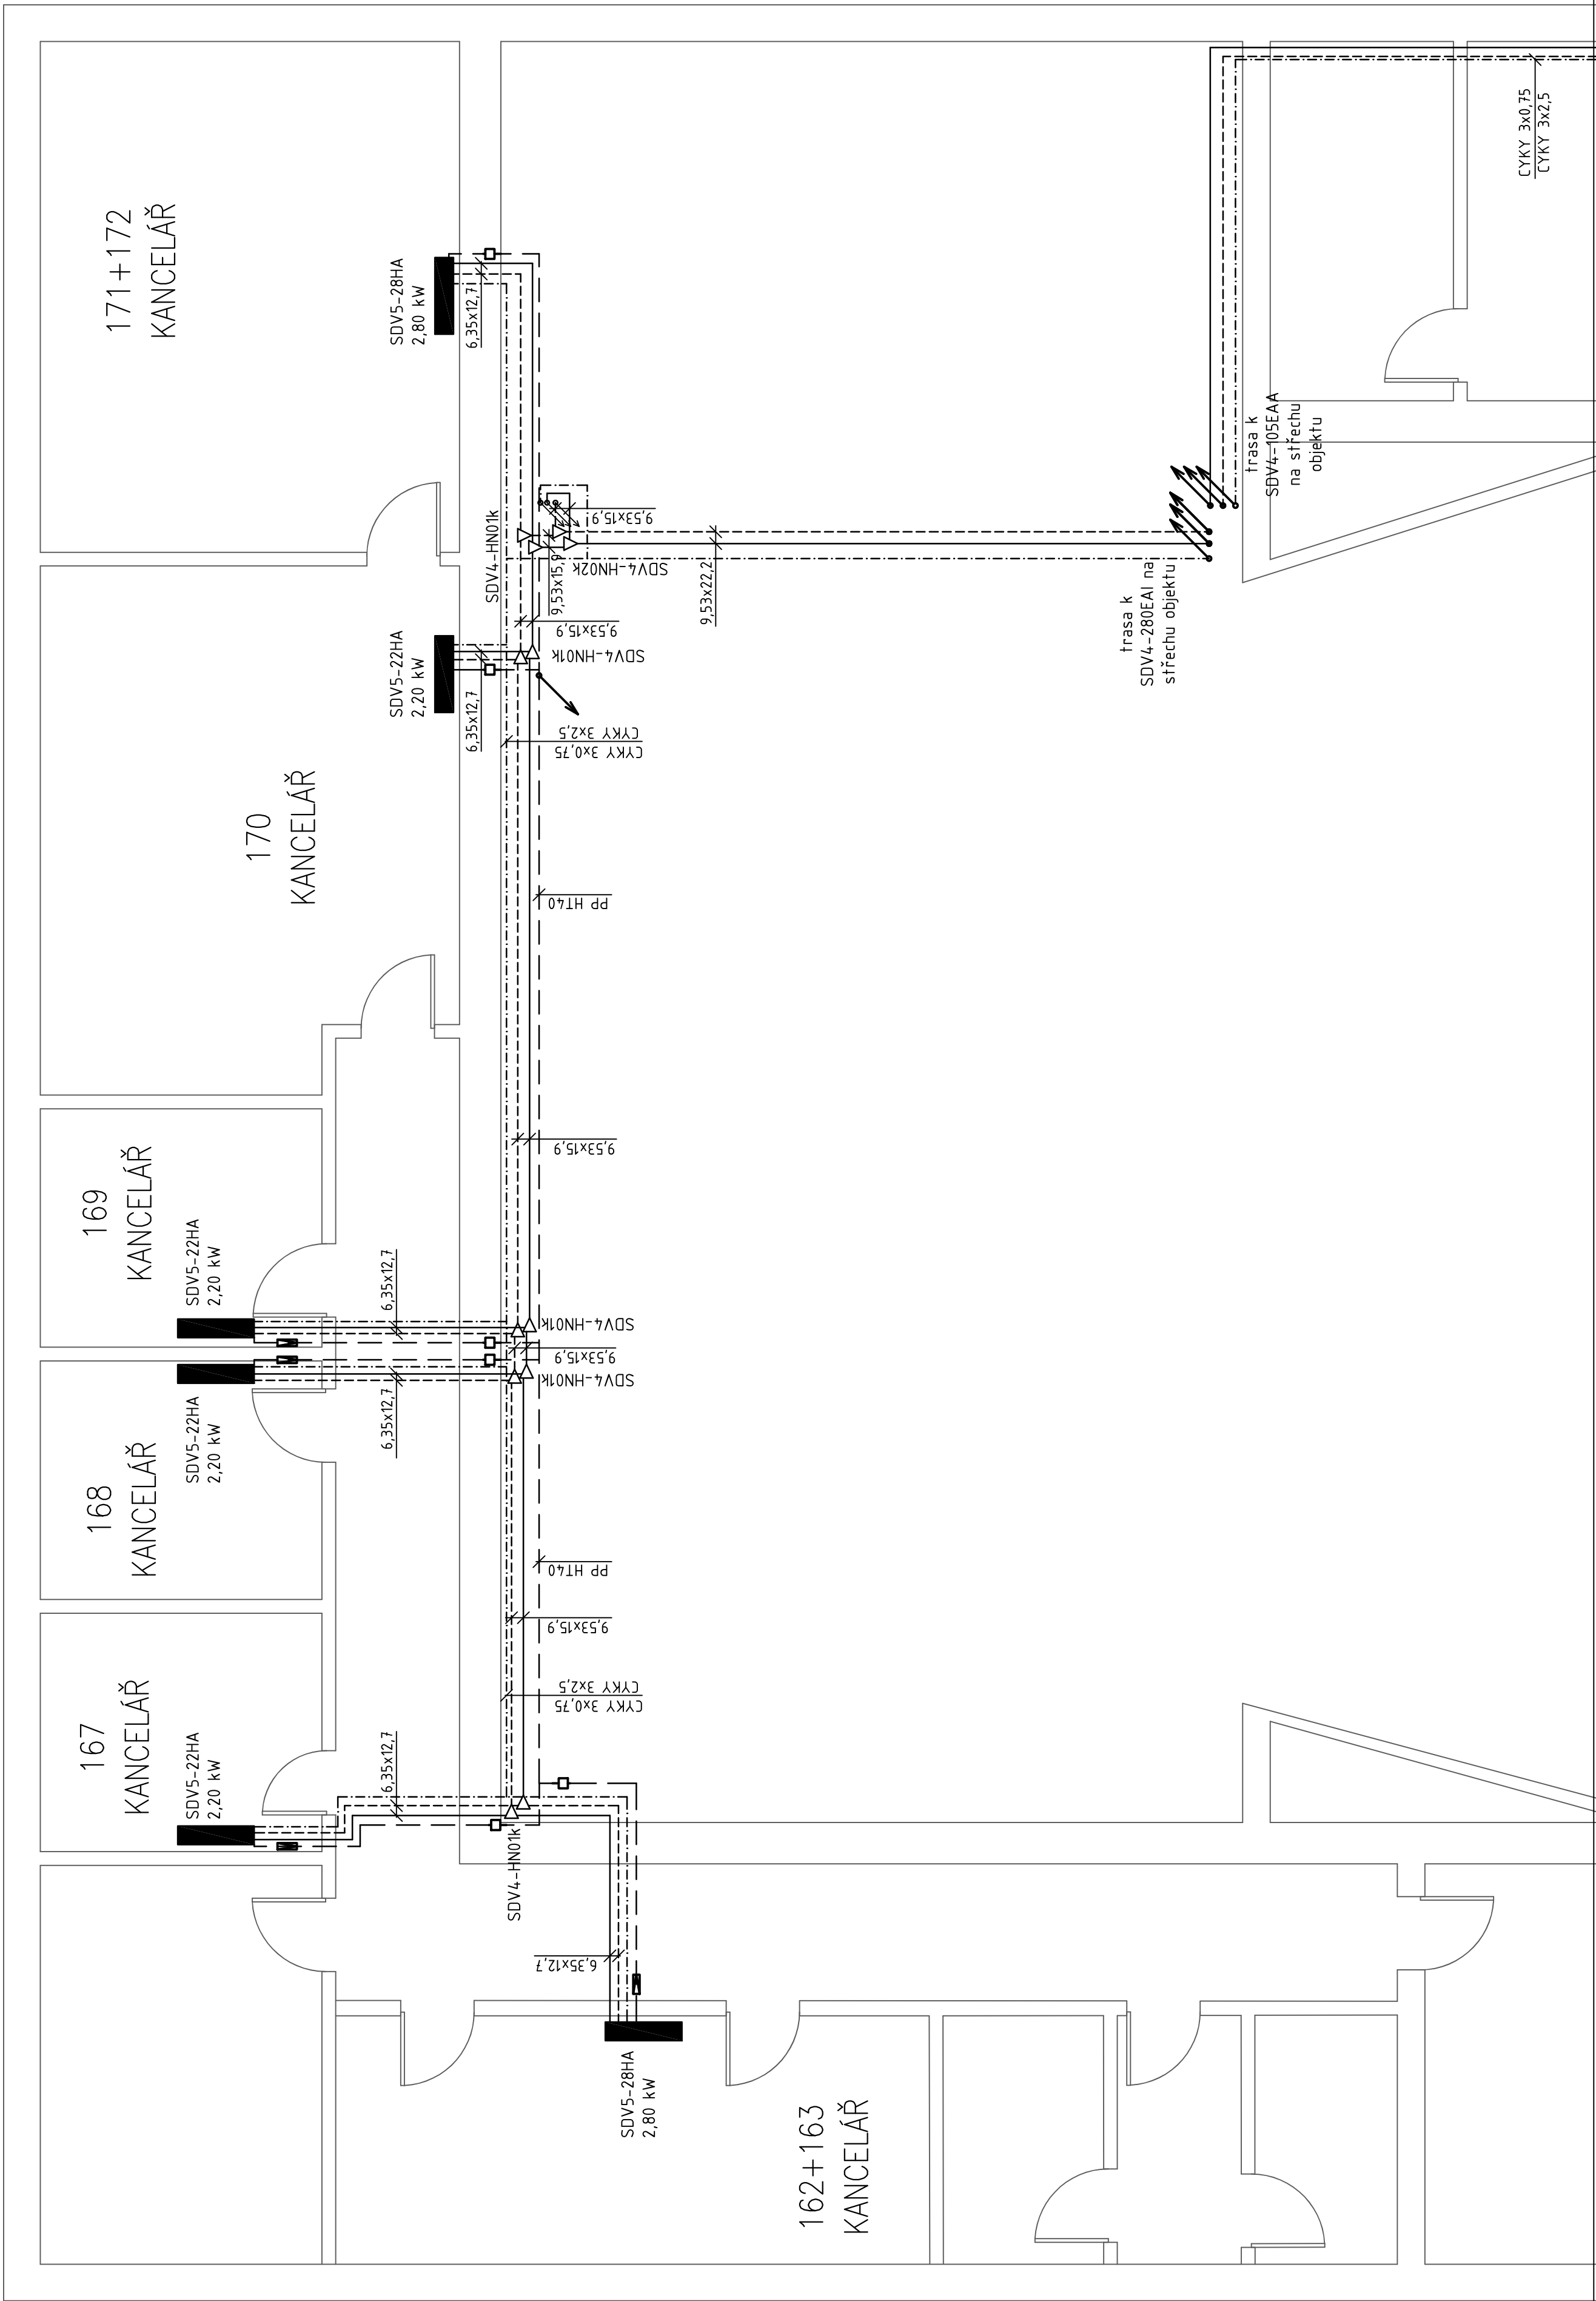 171+172
KANCELÁŘ
SDV5-28HA
2,80 kW
6,35x12,7
CYKY 3x0,75
CYKY 3x2,5
trasa k
SDV4-105EAA
na střechu
objektu
SDV4-HN01k
9,53x15,9
9,53x15,9
SDV4-HN02k
9,53x22,2
trasa k
SDV4-280EAI na
střechu objektu
170
KANCELÁŘ
SDV5-22HA
2,20 kW
6,35x12,7
9,53x15,9
SDV4-HN01k
CYKY 3x0,75
CYKY 3x2,5
PP HT40
9,53x15,9
169
KANCELÁŘ
SDV5-22HA
2,20 kW
6,35x12,7
SDV4-HN01k
9,53x15,9
SDV4-HN01k
168
KANCELÁŘ
SDV5-22HA
2,20 kW
6,35x12,7
PP HT40
9,53x15,9
CYKY 3x0,75
CYKY 3x2,5
167
KANCELÁŘ
SDV5-22HA
2,20 kW
6,35x12,7
SDV4-HN01k
6,35x12,7
SDV5-28HA
2,80 kW
162+163
KANCELÁŘ